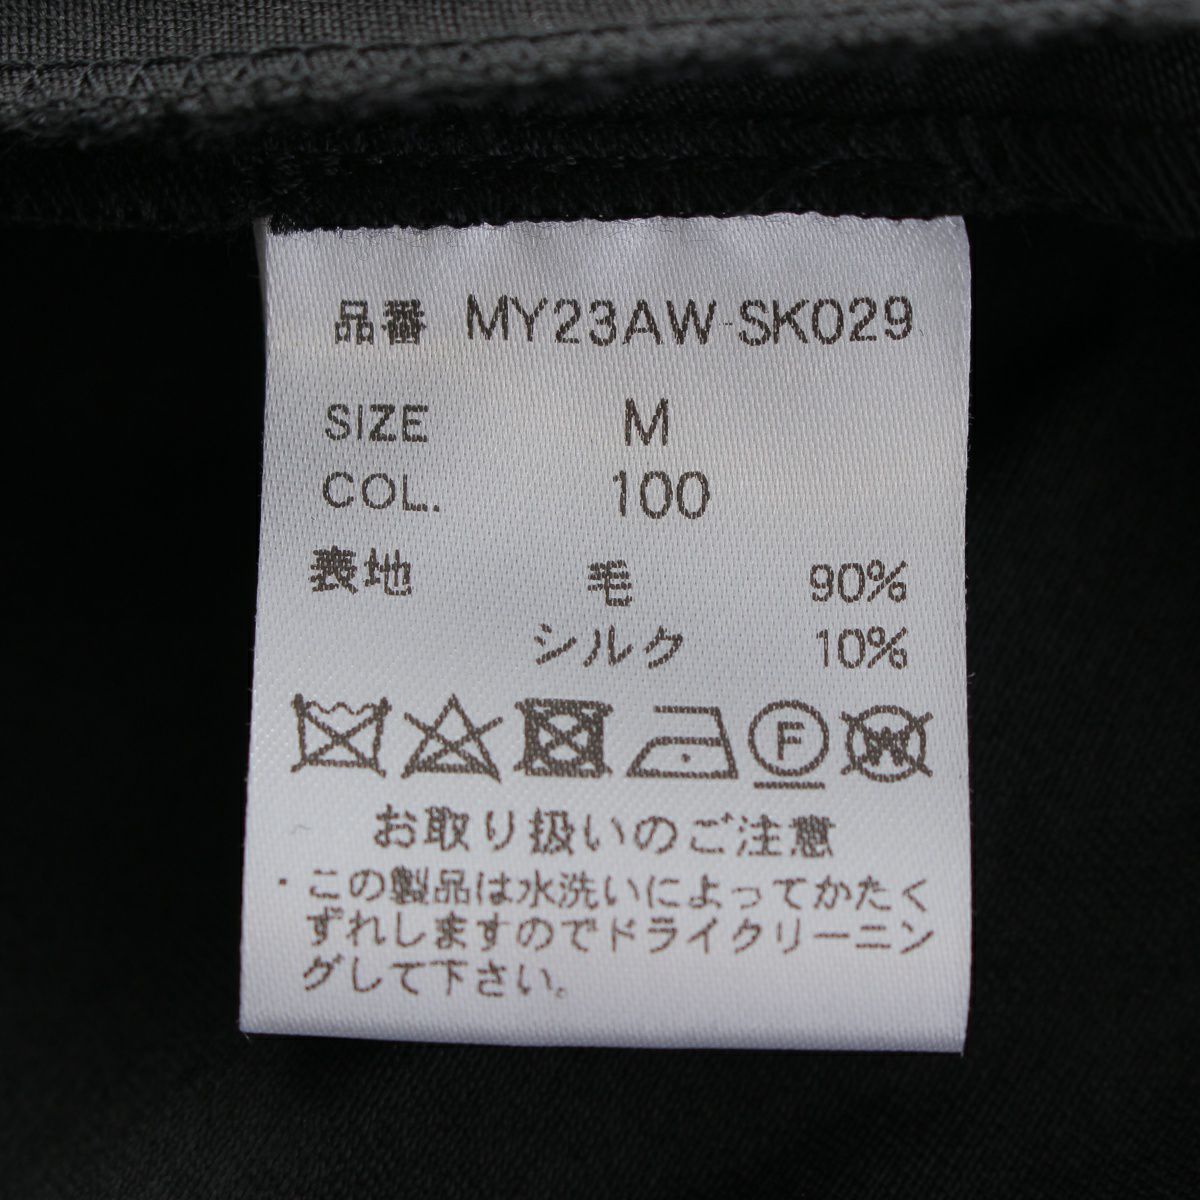 品番 MY23AW-SK029
SIZE M
COL. 100
表地 毛 90%
シルク 10%
F W
お取り扱いのご注意
・この製品は水洗いによってかたく
ずれしますのでドライクリーニン
グして下さい。